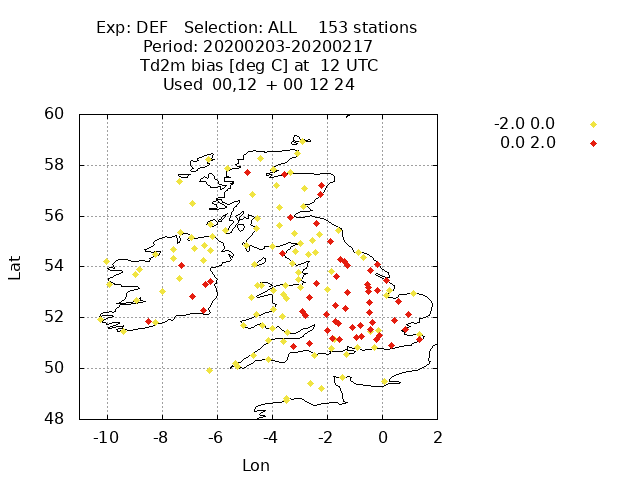 Exp: DEF Selection: ALL 153 stations
Period: 20200203-20200217
Td2m bias [deg C] at 12 UTC
Used 00,12 + 00 12 24
-2.0 0.0
0.0 2.0
60
58
56
54
52
50
48
Lat
-10 -8 -6 -4 -2 0 2
Lon